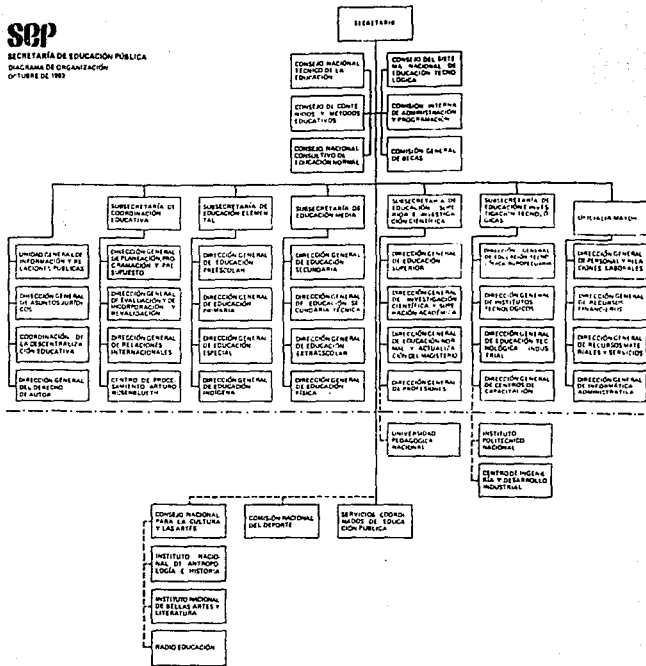 sep
SECRETARÍA DE EDUCACIÓN PÚBLICA
DIAGRAMA DE ORGANIZACIÓN
OCTUBRE DE
SECRETARIO
CONSEJO NACIONAL
TÉCNICO DE LA
EDUCACIÓN
CONSEJO DEL SISTE
MA NACIONAL DE
EDUCACIÓN TECNO
LÓGICA
CONSEJO DE CONTE
NIDOS Y MÉTODOS
EDUCATIVOS
COMISIÓN INTERNA
DE ADMINISTRACIÓN
Y PROGRAMACIÓN
CONSEJO NACIONAL
CONSULTIVO DE
EDUCACIÓN NORMAL
COMISIÓN GENERAL
DE BECAS
SUBSECRETARÍA DE
COORDINACIÓN
EDUCATIVA
SUBSECRETARÍA DE
EDUCACIÓN ELEMEN
TAL
SUBSECRETARÍA DE
EDUCACIÓN MEDIA
SUBSECRETARÍA DE
EDUCACIÓN SUPE
RIOR E INVESTIGA
CIÓN CIENTÍFICA
SUBSECRETARÍA DE
EDUCACIÓN E INVES
TIGACIÓN TECNOLÓ
GICAS
OFICIALÍA MAYOR
UNIDAD GENERAL DE
INFORMACIÓN Y RE
LACIONES PÚBLICAS
DIRECCIÓN GENERAL
DE PLANEACIÓN, PRO
GRAMACIÓN Y PRE
SUPUESTO
DIRECCIÓN GENERAL
DE EDUCACIÓN
PREESCOLAR
DIRECCIÓN GENERAL
DE EDUCACIÓN
SECUNDARIA
DIRECCIÓN GENERAL
DE EDUCACIÓN
SUPERIOR
DIRECCIÓN GENERAL
DE EDUCACIÓN TECNO
LÓGICA AGROPECUARIA
DIRECCIÓN GENERAL
DE PERSONAL Y RELA
CIONES LABORALES
DIRECCIÓN GENERAL
DE ASUNTOS JURÍDI
COS
DIRECCIÓN GENERAL
DE EVALUACIÓN Y DE
INCORPORACIÓN Y
REVALIDACIÓN
DIRECCIÓN GENERAL
DE EDUCACIÓN
PRIMARIA
DIRECCIÓN GENERAL
DE EDUCACIÓN SE
CUNDARIA TÉCNICA
DIRECCIÓN GENERAL
DE INVESTIGACIÓN
CIENTÍFICA Y SUPE
RACIÓN ACADÉMICA
DIRECCIÓN GENERAL
DE INSTITUTOS
TECNOLÓGICOS
DIRECCIÓN GENERAL
DE RECURSOS
FINANCIEROS
COORDINACIÓN DE
LA DESCENTRALIZA
CIÓN EDUCATIVA
DIRECCIÓN GENERAL
DE RELACIONES
INTERNACIONALES
DIRECCIÓN GENERAL
DE EDUCACIÓN
ESPECIAL
DIRECCIÓN GENERAL
DE EDUCACIÓN
EXTRAESCOLAR
DIRECCIÓN GENERAL
DE EDUCACIÓN NOR
MAL Y ACTUALIZA
CIÓN DEL MAGISTERIO
DIRECCIÓN GENERAL
DE EDUCACIÓN TEC
NOLÓGICA INDUS
TRIAL
DIRECCIÓN GENERAL
DE RECURSOS MATE
RIALES Y SERVICIOS
DIRECCIÓN GENERAL
DEL DERECHO
DE AUTOR
CENTRO DE PROCE
SAMIENTO ARTURO
ROSENBLUETH
DIRECCIÓN GENERAL
DE EDUCACIÓN
INDÍGENA
DIRECCIÓN GENERAL
DE EDUCACIÓN
FÍSICA
DIRECCIÓN GENERAL
DE PROFESIONES
DIRECCIÓN GENERAL
DE CENTROS DE
CAPACITACIÓN
DIRECCIÓN GENERAL
DE INFORMÁTICA
ADMINISTRATIVA
UNIVERSIDAD
PEDAGÓGICA
NACIONAL
INSTITUTO
POLITÉCNICO
NACIONAL
CENTRO DE INGENIE
RÍA Y DESARROLLO
INDUSTRIAL
CONSEJO NACIONAL
PARA LA CULTURA
Y LAS ARTES
COMISIÓN NACIONAL
DEL DEPORTE
SERVICIOS COORDI
NADOS DE EDUCA
CIÓN PÚBLICA
INSTITUTO NACIO
NAL DE ANTROPO
LOGÍA E HISTORIA
INSTITUTO NACIONAL
DE BELLAS ARTES Y
LITERATURA
RADIO EDUCACIÓN